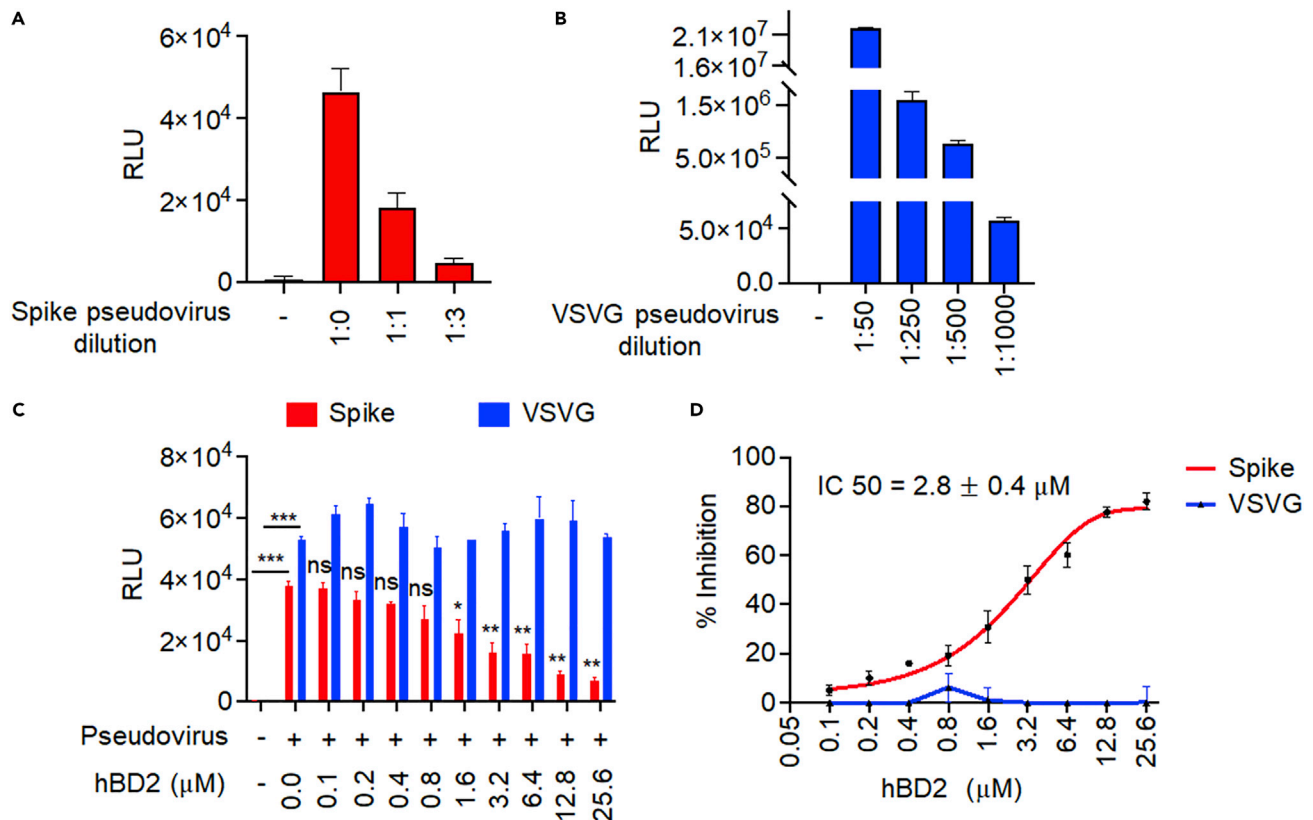 A
6×10⁴
4×10⁴
2×10⁴
0
RLU
Spike pseudovirus
dilution
-
1:0
1:1
1:3
B
2.1×10⁷
1.6×10⁷
1.5×10⁶
5.0×10⁵
5.0×10⁴
0.0
RLU
VSVG pseudovirus
dilution
-
1:50
1:250
1:500
1:1000
C
Spike
VSVG
8×10⁴
6×10⁴
4×10⁴
2×10⁴
0
RLU
***
***
ns
ns
ns
ns
*
**
**
**
**
Pseudovirus - + + + + + + + + + +
hBD2 (μM) - 0.0 0.1 0.2 0.4 0.8 1.6 3.2 6.4 12.8 25.6
D
100
80
60
40
20
0
% Inhibition
IC 50 = 2.8 ± 0.4 μM
Spike
VSVG
0.05 0.1 0.2 0.4 0.8 1.6 3.2 6.4 12.8 25.6
hBD2 (μM)